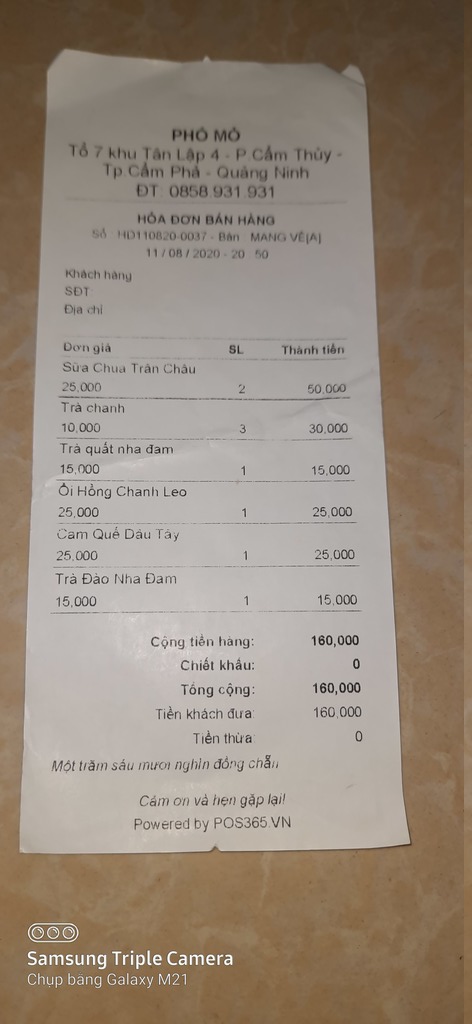 PHỐ MỎ
Tổ 7 khu Tân Lập 4 - P.Cẩm Thủy -
Tp.Cẩm Phả - Quảng Ninh
ĐT: 0858.931.931
HÓA ĐƠN BÁN HÀNG
Số: HD110820-0037 - Bàn: MANG VỀ[A]
11/08/2020 - 20:50
Khách hàng
SĐT:
Địa chỉ
Đơn giá SL Thành tiền
Sữa Chua Trân Châu
25,000 2 50,000
Trà chanh
10,000 3 30,000
Trà quất nha đam
15,000 1 15,000
Ổi Hồng Chanh Leo
25,000 1 25,000
Cam Quế Dâu Tây
25,000 1 25,000
Trà Đào Nha Đam
15,000 1 15,000
Cộng tiền hàng: 160,000
Chiết khấu: 0
Tổng cộng: 160,000
Tiền khách đưa: 160,000
Tiền thừa: 0
Một trăm sáu mươi nghìn đồng chẵn
Cảm ơn và hẹn gặp lại!
Powered by POS365.VN
Samsung Triple Camera
Chụp bằng Galaxy M21